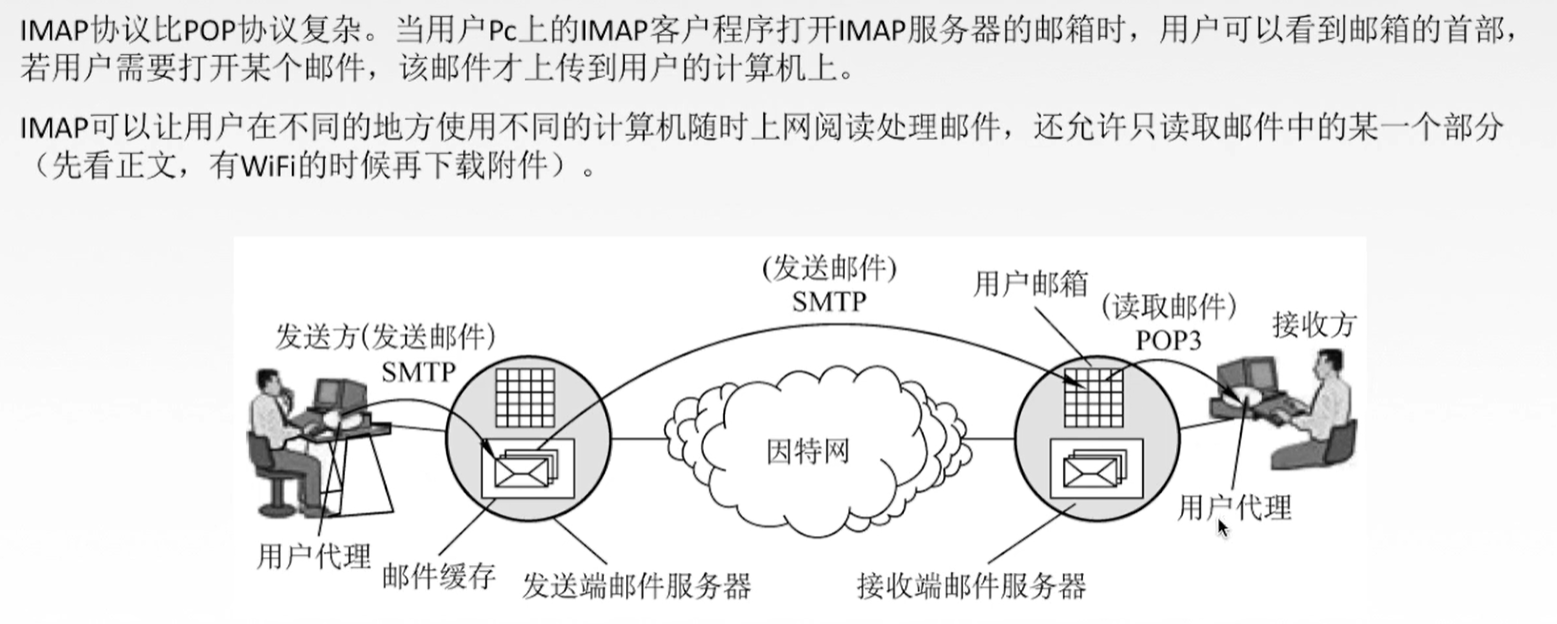 IMAP协议比POP协议复杂。当用户Pc上的IMAP客户程序打开IMAP服务器的邮箱时，用户可以看到邮箱的首部，
若用户需要打开某个邮件，该邮件才上传到用户的计算机上。
IMAP可以让用户在不同的地方使用不同的计算机随时上网阅读处理邮件，还允许只读取邮件中的某一个部分
（先看正文，有WiFi的时候再下载附件）。
(发送邮件)
SMTP
用户邮箱
(读取邮件)
POP3
接收方
发送方(发送邮件)
SMTP
因特网
用户代理
用户代理
邮件缓存
发送端邮件服务器
接收端邮件服务器